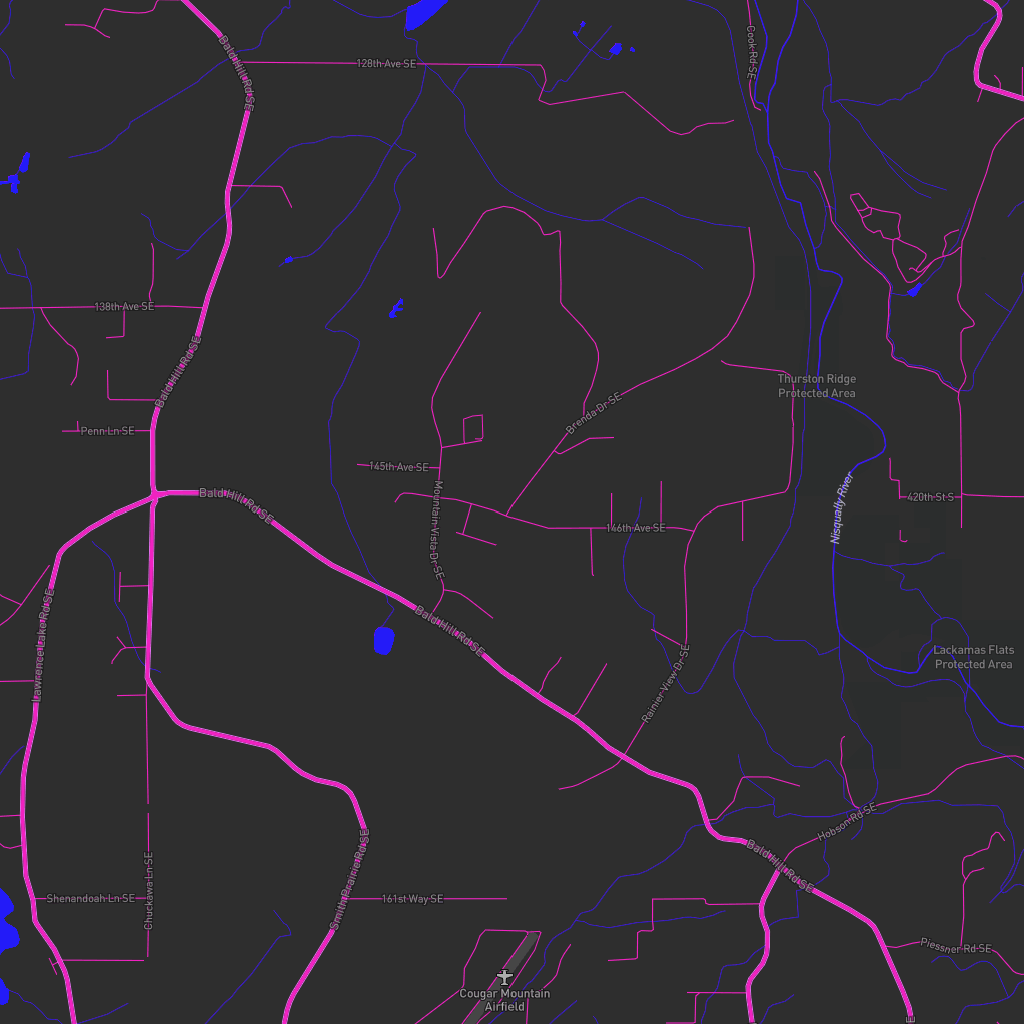 Cook Rd SE
Bald Hill Rd SE
128th Ave SE
138th Ave SE
Bald Hill Rd SE
Thurston Ridge
Protected Area
Brenda Dr SE
Penn Ln SE
145th Ave SE
Bald Hill Rd SE
420th St S
Mountain Vista Dr SE
Nisqually River
146th Ave SE
Lawrence Lake Rd SE
Bald Hill Rd SE
Lackamas Flats
Protected Area
Rainier View Dr SE
Hobson Rd SE
Bald Hill Rd SE
Smith Prairie Rd SE
Chuckawa Ln SE
Shenandoah Ln SE
161st Way SE
Piessner Rd SE
Cougar Mountain
Airfield
E